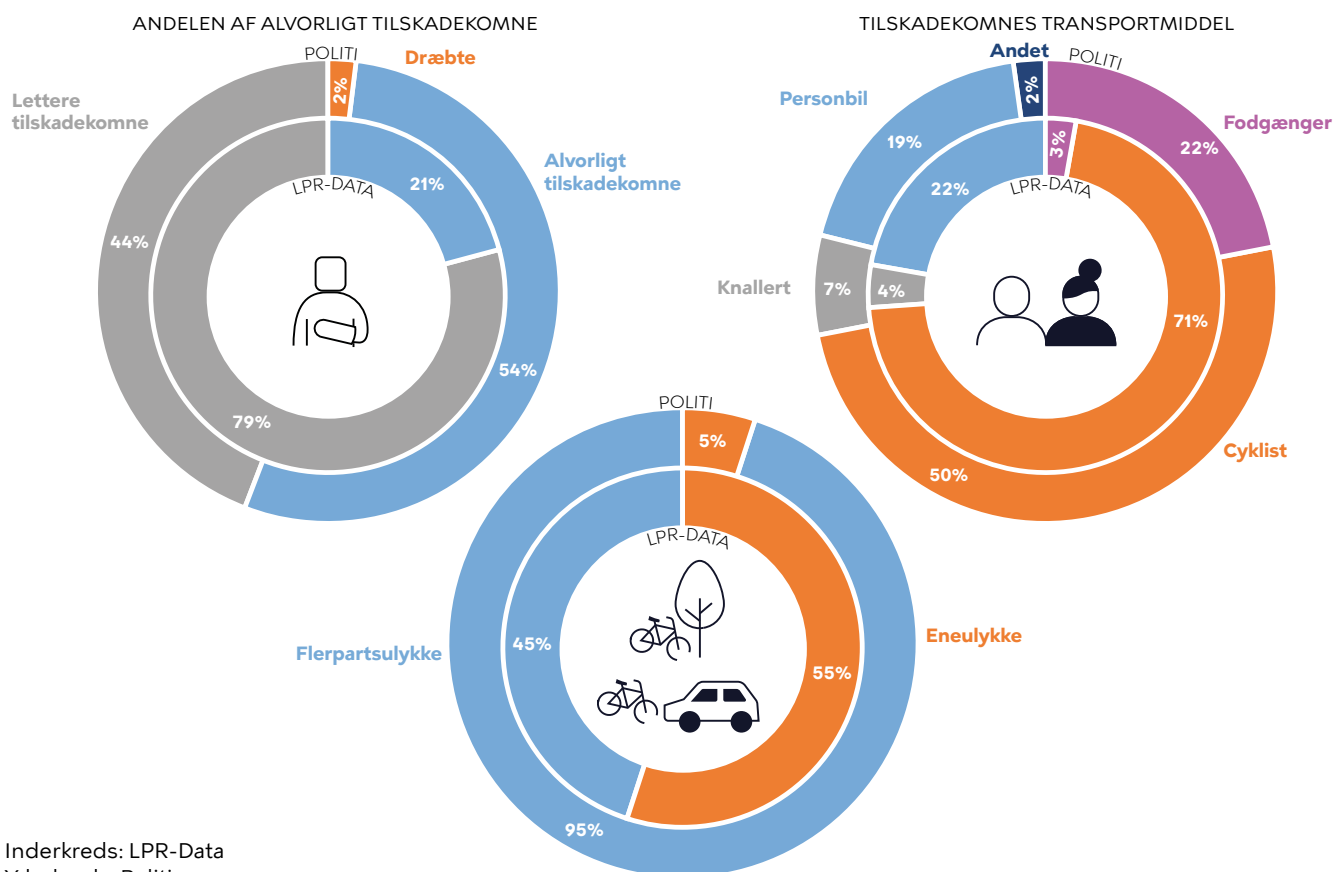 ANDELEN AF ALVORLIGT TILSKADEKOMNE
POLITI
Dræbte
2%
Lettere
tilskadekomne
Alvorligt
tilskadekomne
LPR-DATA
21%
44%
54%
79%
TILSKADEKOMNES TRANSPORTMIDDEL
Andet
POLITI
2%
Personbil
Fodgænger
19%
3%
22%
22%
LPR-DATA
Knallert
7%
4%
71%
Cyklist
50%
POLITI
5%
LPR-DATA
Flerpartsulykke
45%
Eneulykke
55%
95%
Inderkreds: LPR-Data